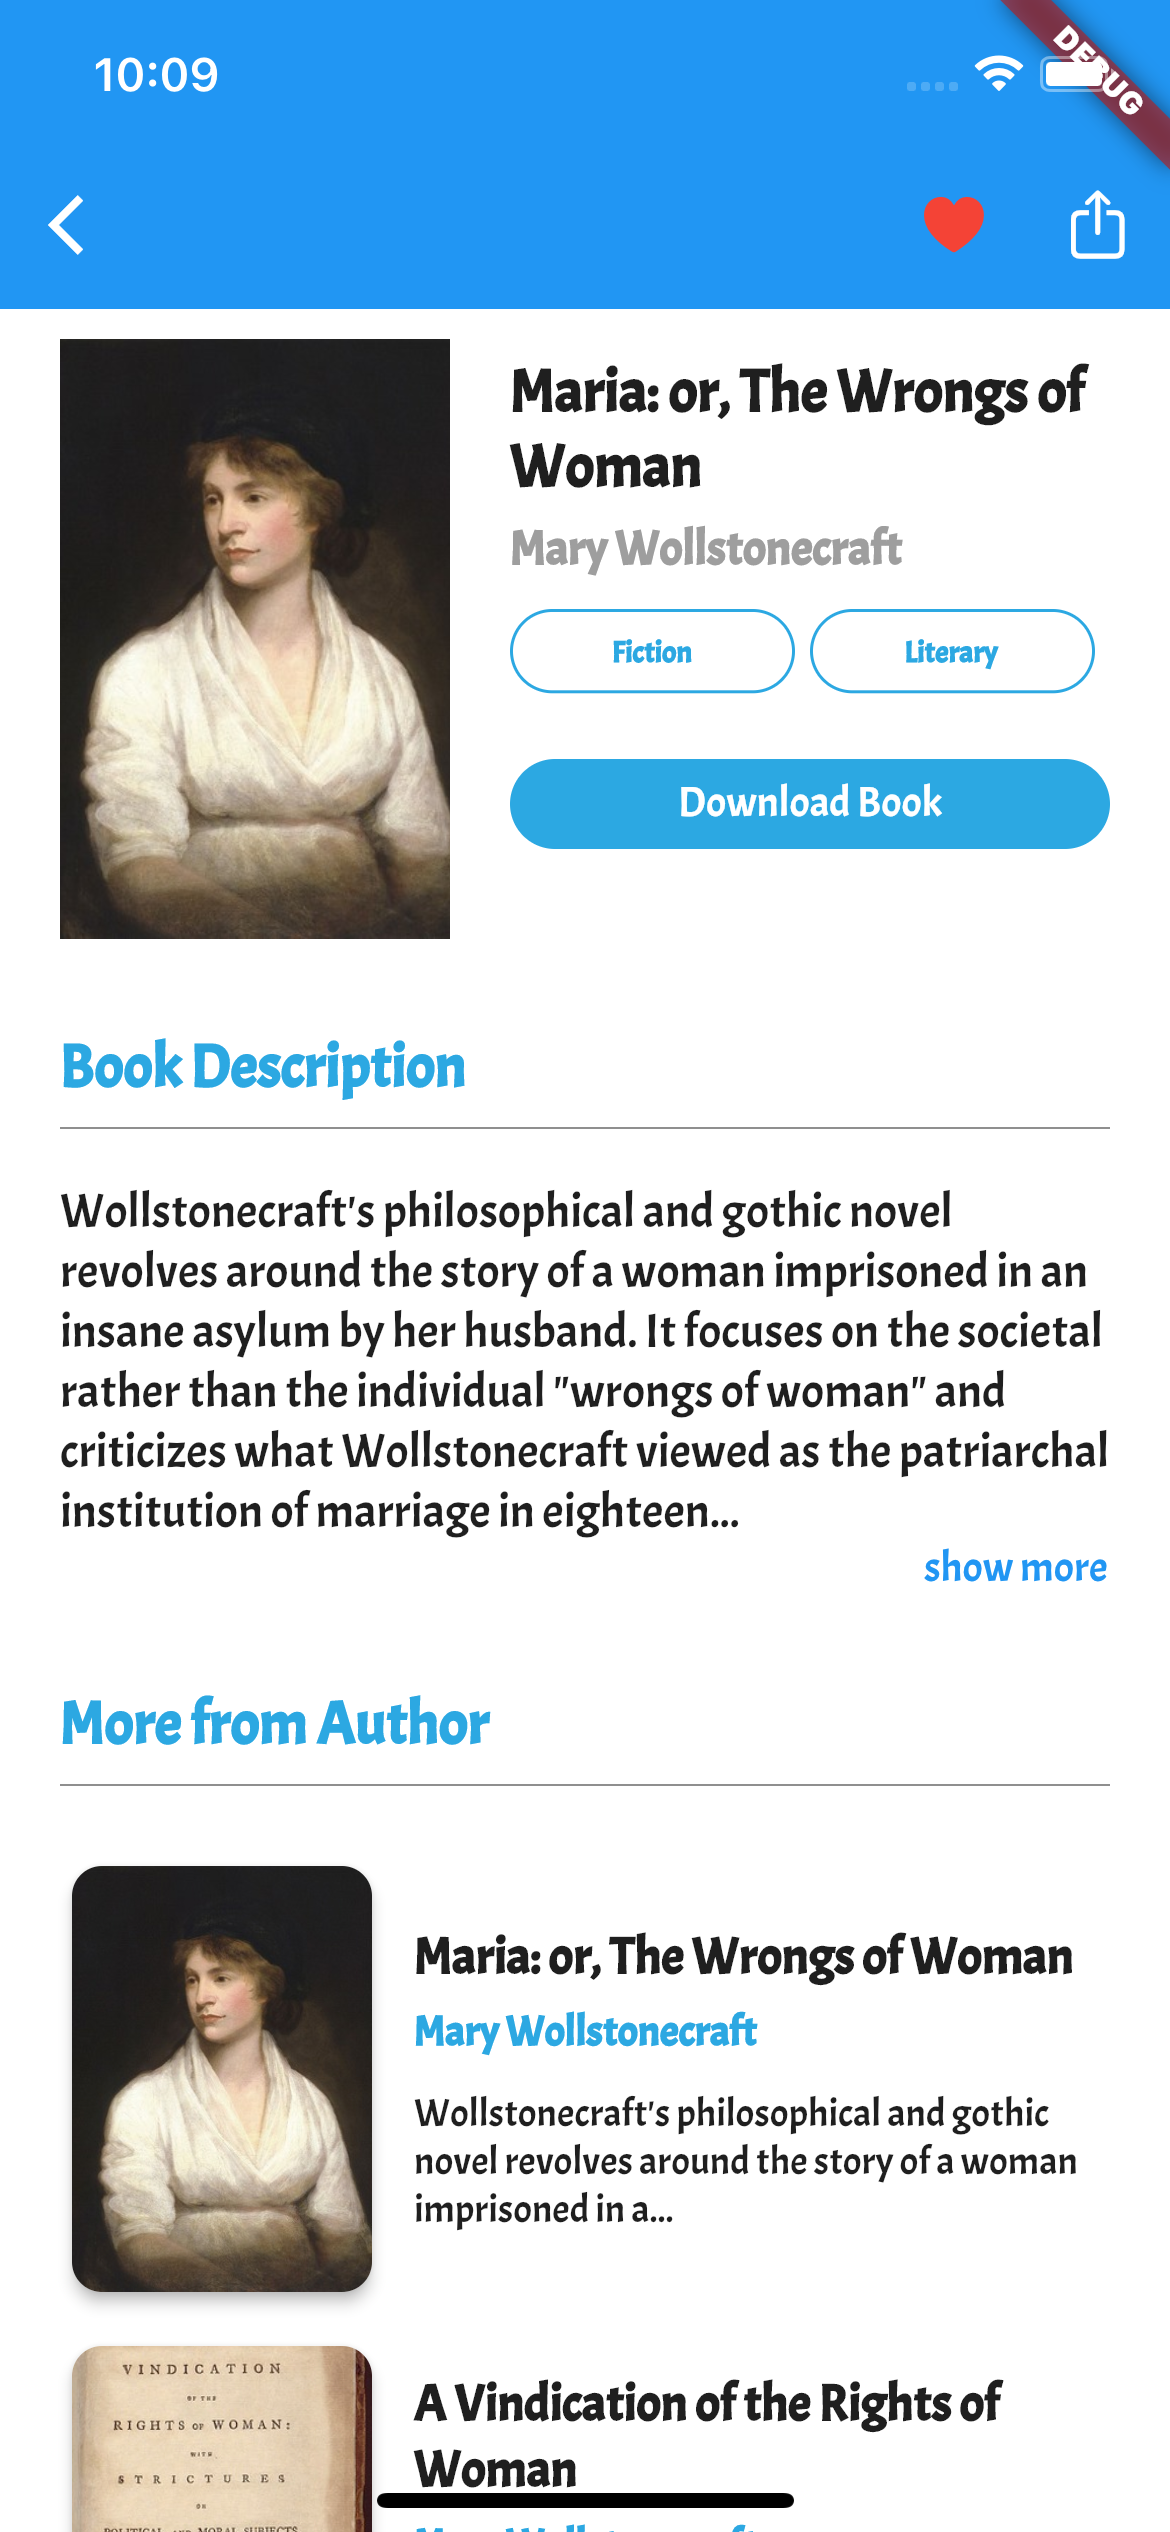 10:09
DEBUG
Maria: or, The Wrongs of
Woman
Mary Wollstonecraft
Fiction
Literary
Download Book
Book Description
Wollstonecraft's philosophical and gothic novel
revolves around the story of a woman imprisoned in an
insane asylum by her husband. It focuses on the societal
rather than the individual "wrongs of woman" and
criticizes what Wollstonecraft viewed as the patriarchal
institution of marriage in eighteen...
show more
More from Author
Maria: or, The Wrongs of Woman
Mary Wollstonecraft
Wollstonecraft's philosophical and gothic
novel revolves around the story of a woman
imprisoned in a...
VINDICATION
OF THE
RIGHTS OF WOMAN:
WITH
STRICTURES
ON
POLITICAL AND MORAL SUBJECTS
A Vindication of the Rights of
Woman